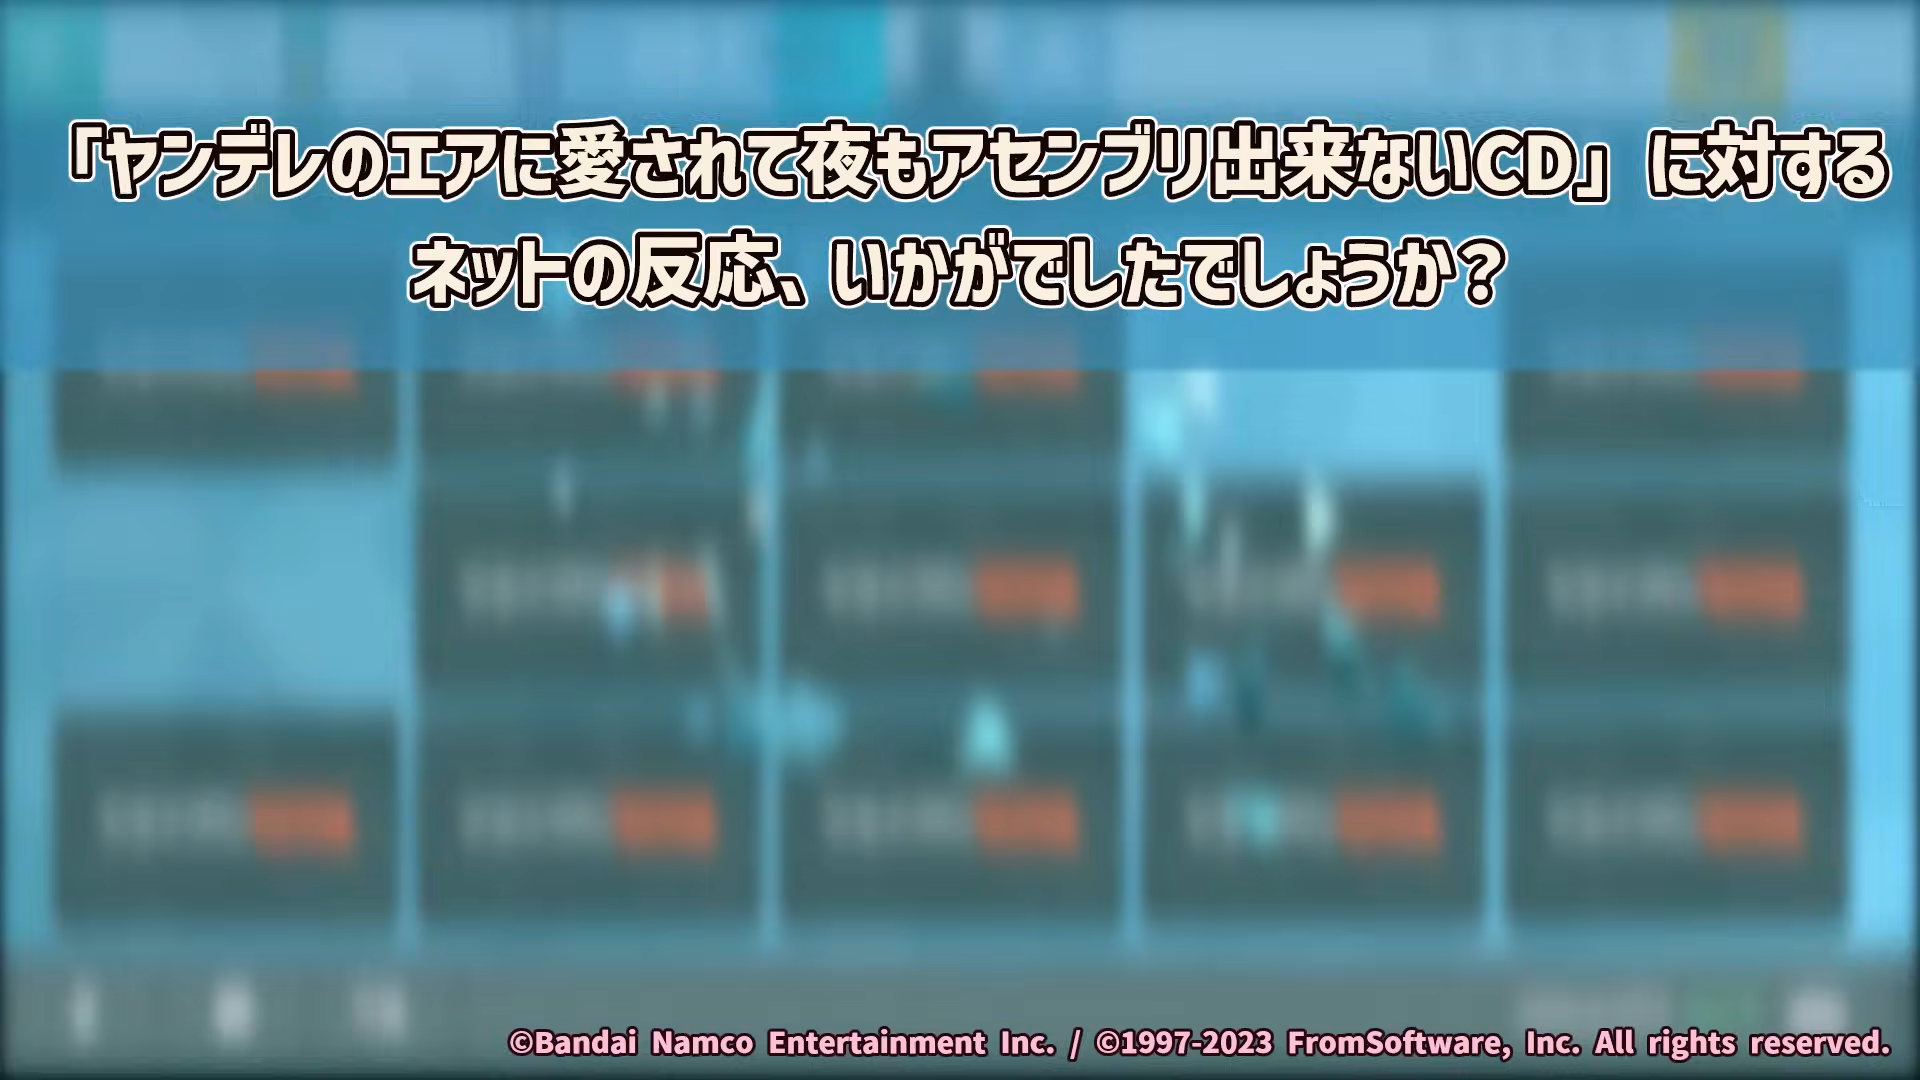 「ヤンデレのエアに愛されて夜もアセンブリ出来ないCD」に対する
ネットの反応、いかがでしたでしょうか？
©Bandai Namco Entertainment Inc. / ©1997-2023 FromSoftware, Inc. All rights reserved.